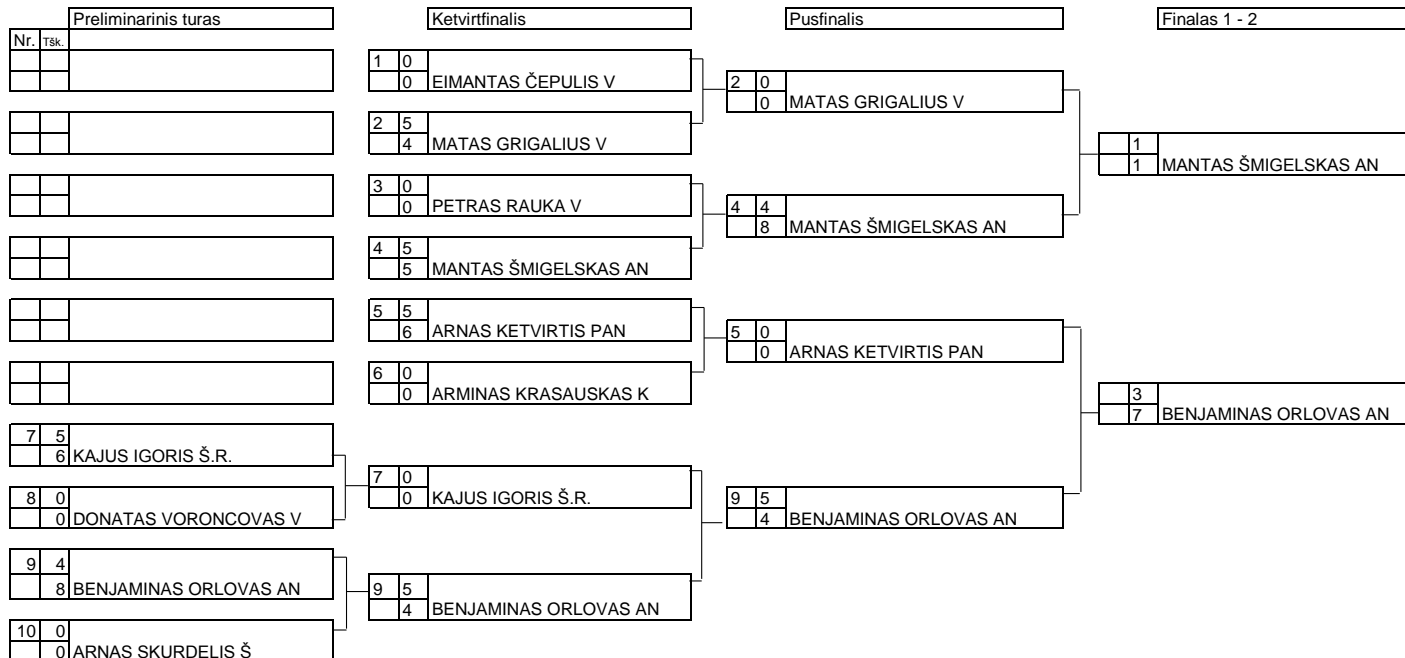 Preliminarinis turas
Ketvirtfinalis
Pusfinalis
Finalas 1 - 2
Nr. Tšk.
1 0
0 EIMANTAS ČEPULIS V
2 5
4 MATAS GRIGALIUS V
3 0
0 PETRAS RAUKA V
4 5
5 MANTAS ŠMIGELSKAS AN
5 5
6 ARNAS KETVIRTIS PAN
6 0
0 ARMINAS KRASAUSKAS K
7 5
6 KAJUS IGORIS Š.R.
8 0
0 DONATAS VORONCOVAS V
9 4
8 BENJAMINAS ORLOVAS AN
10 0
0 ARNAS SKURDELIS Š
7 0
0 KAJUS IGORIS Š.R.
9 5
4 BENJAMINAS ORLOVAS AN
2 0
0 MATAS GRIGALIUS V
4 4
8 MANTAS ŠMIGELSKAS AN
5 0
0 ARNAS KETVIRTIS PAN
9 5
4 BENJAMINAS ORLOVAS AN
1
1 MANTAS ŠMIGELSKAS AN
3
7 BENJAMINAS ORLOVAS AN